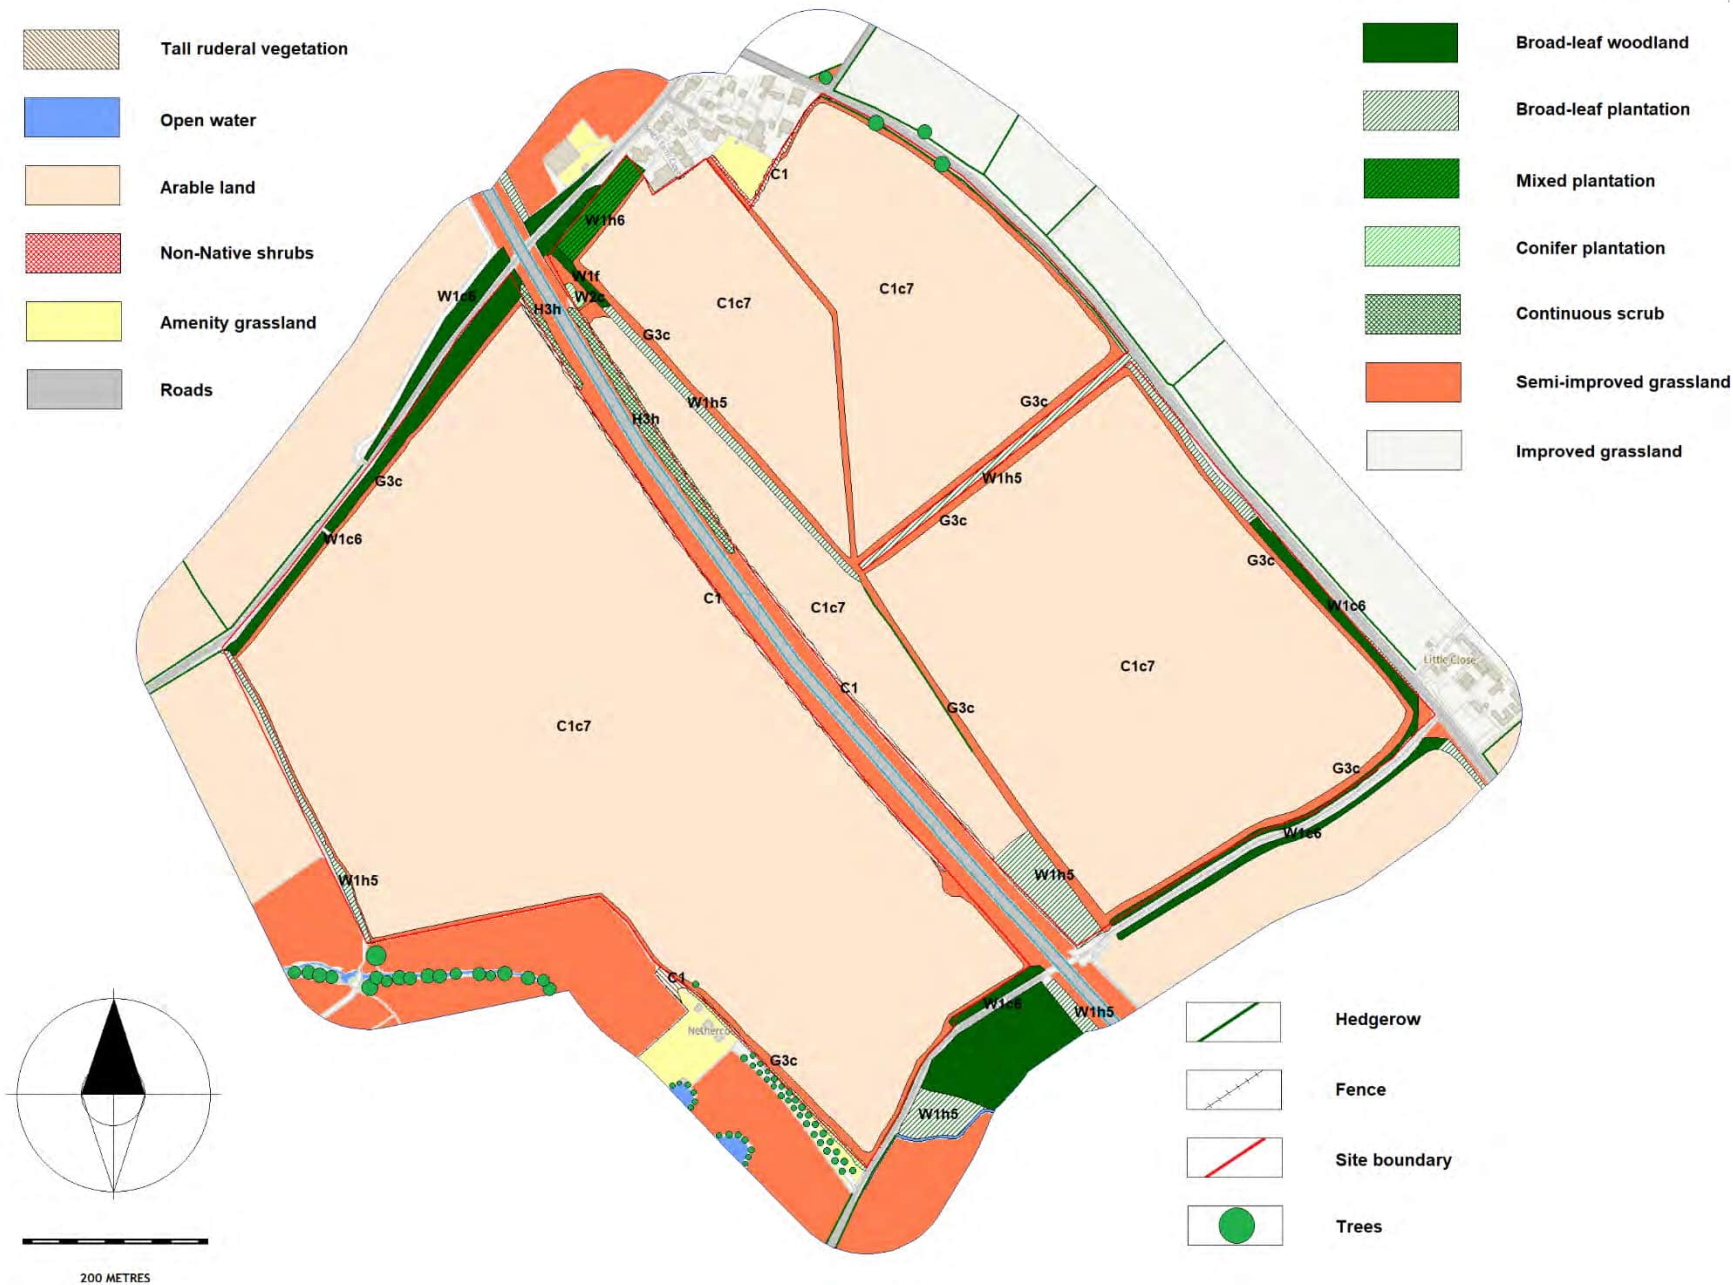 Tall ruderal vegetation
Open water
Arable land
Non-Native shrubs
Amenity grassland
Roads
Broad-leaf woodland
Broad-leaf plantation
Mixed plantation
Conifer plantation
Continuous scrub
Semi-improved grassland
Improved grassland
C1
W1h6
W1f
W2c
W1c6
H3h
C1c7
C1c7
G3c
W1h5
H3h
G3c
W1h5
G3c
G3c
W1c6
G3c
W1c6
C1
C1c7
C1c7
Little Close
C1
G3c
C1c7
G3c
W1c6
W1h5
W1h5
C1
W1c6
W1h5
G3c
W1h5
Hedgerow
Fence
Site boundary
Trees
200 METRES